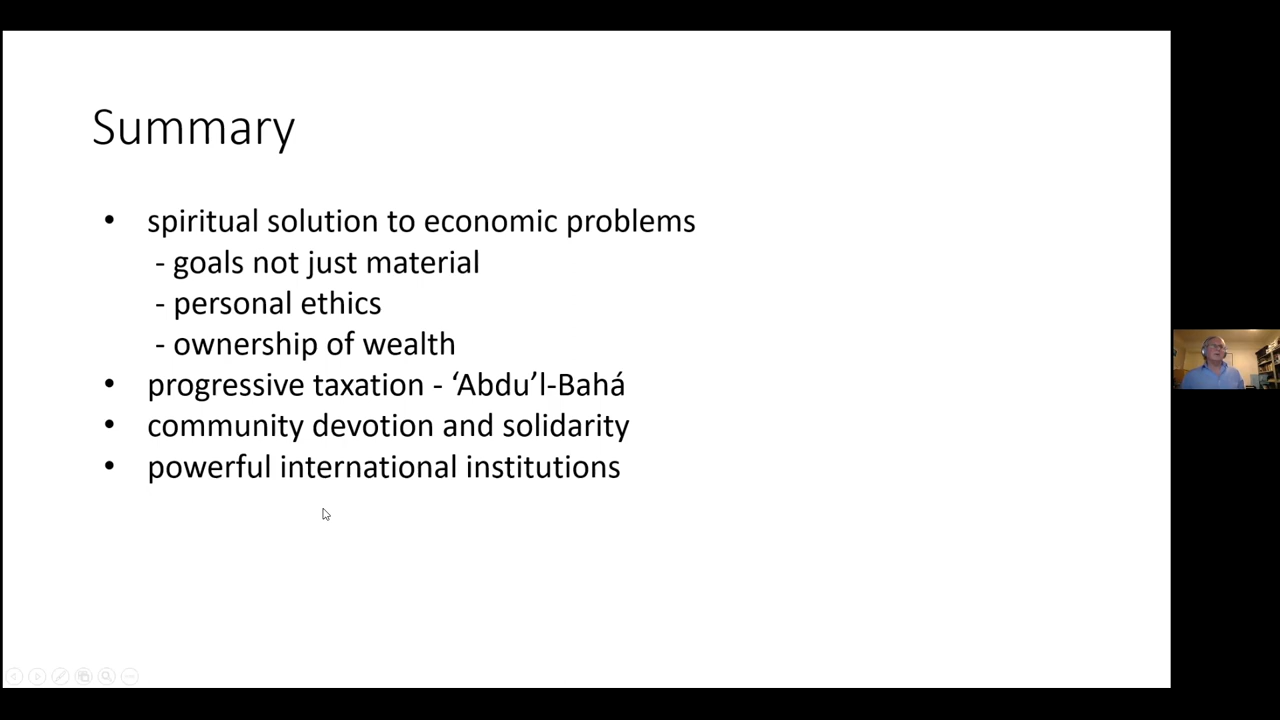 Summary
• spiritual solution to economic problems
- goals not just material
- personal ethics
- ownership of wealth
• progressive taxation - ‘Abdu’l-Bahá
• community devotion and solidarity
• powerful international institutions